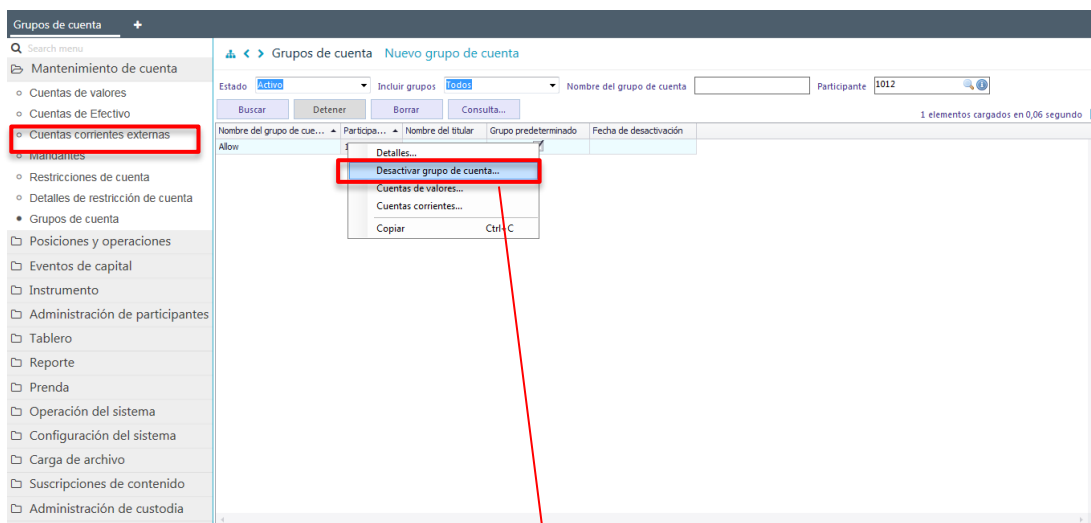 Grupos de cuenta +
Search menu
Mantenimiento de cuenta
Cuentas de valores
Cuentas de Efectivo
Cuentas corrientes externas
Mandantes
Restricciones de cuenta
Detalles de restricción de cuenta
Grupos de cuenta
Posiciones y operaciones
Eventos de capital
Instrumento
Administración de participantes
Tablero
Reporte
Prenda
Operación del sistema
Configuración del sistema
Carga de archivo
Suscripciones de contenido
Administración de custodia
< > Grupos de cuenta Nuevo grupo de cuenta
Estado Activo Incluir grupos Todos Nombre del grupo de cuenta Participante 1012
Buscar Detener Borrar Consulta...
1 elementos cargados en 0,06 segundo
Nombre del grupo de cue... Participa... Nombre del titular Grupo predeterminado Fecha de desactivación
Allow
Detalles...
Desactivar grupo de cuenta...
Cuentas de valores...
Cuentas corrientes...
Copiar Ctrl+C